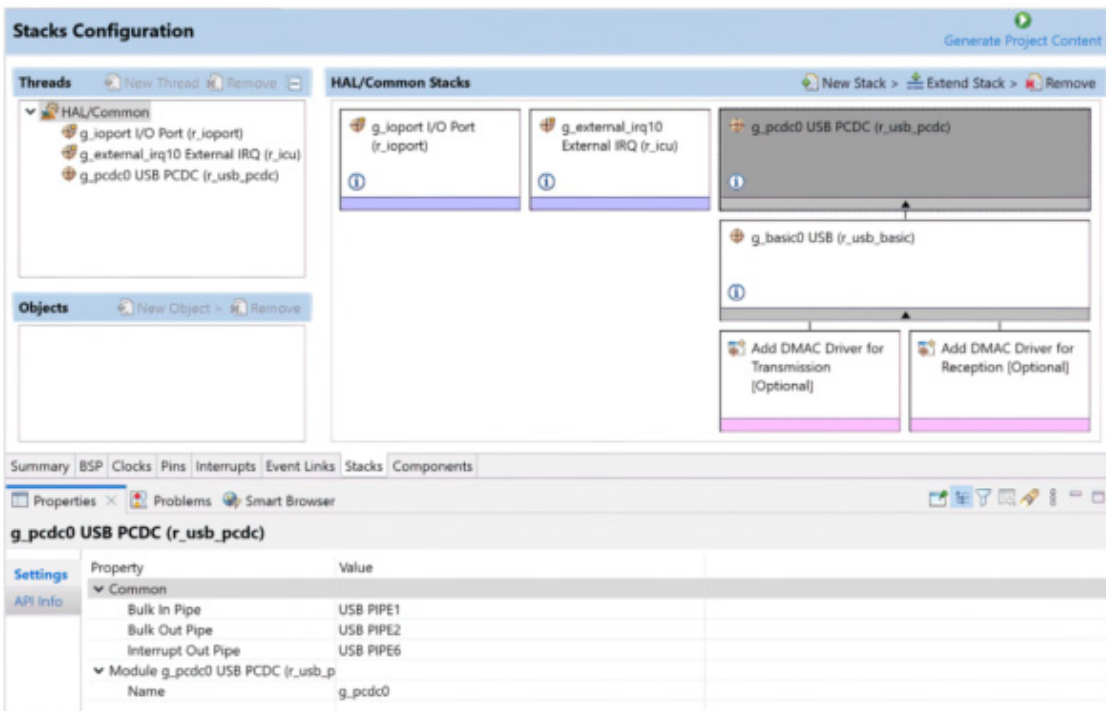 Stacks Configuration
Generate Project Content
Threads
New Thread
Remove
HAL/Common
g_ioport I/O Port (r_ioport)
g_external_irq10 External IRQ (r_icu)
g_pcdc0 USB PCDC (r_usb_pcdc)
Objects
New Object >
Remove
HAL/Common Stacks
New Stack >
Extend Stack >
Remove
g_ioport I/O Port
(r_ioport)
g_external_irq10
External IRQ (r_icu)
g_pcdc0 USB PCDC (r_usb_pcdc)
g_basic0 USB (r_usb_basic)
Add DMAC Driver for
Transmission
[Optional]
Add DMAC Driver for
Reception [Optional]
Summary BSP Clocks Pins Interrupts Event Links Stacks Components
Properties Problems Smart Browser
g_pcdc0 USB PCDC (r_usb_pcdc)
Settings
API Info
Property Value
Common
Bulk In Pipe USB PIPE1
Bulk Out Pipe USB PIPE2
Interrupt Out Pipe USB PIPE6
Module g_pcdc0 USB PCDC (r_usb_p
Name g_pcdc0